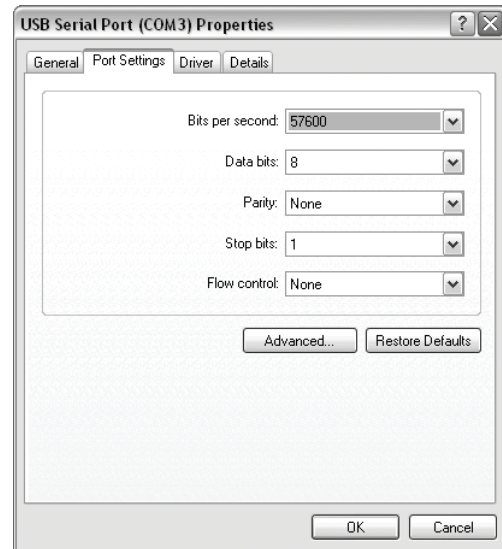 USB Serial Port (COM3) Properties
General Port Settings Driver Details
Bits per second: 57600
Data bits: 8
Parity: None
Stop bits: 1
Flow control: None
Advanced... Restore Defaults
OK Cancel